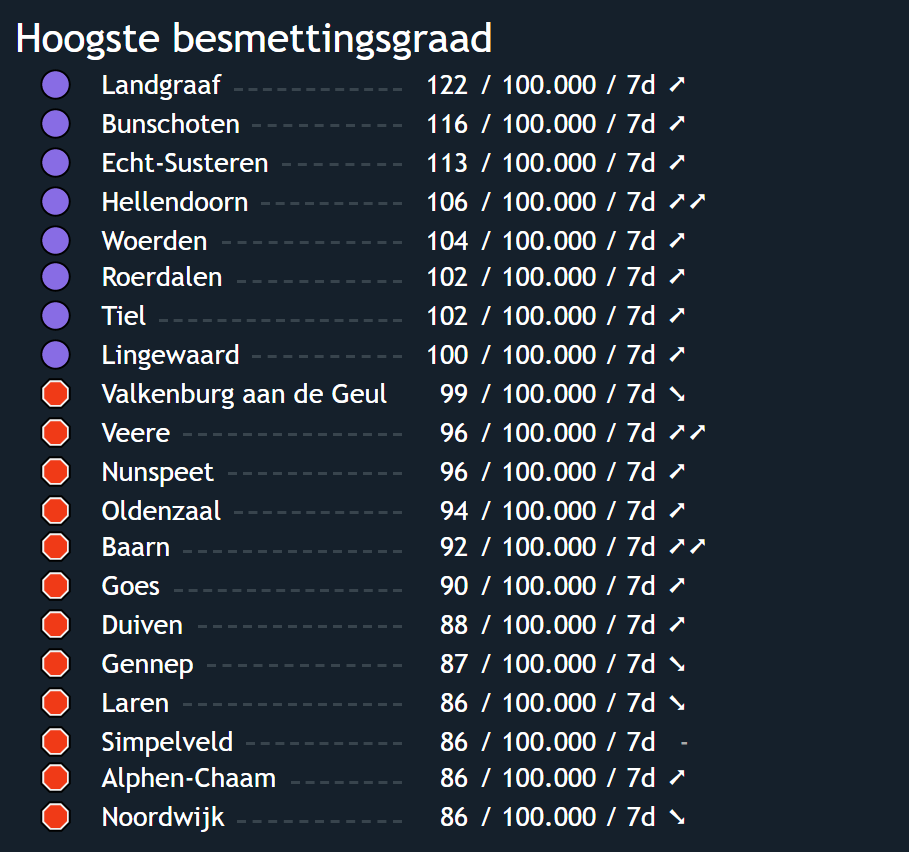 Hoogste besmettingsgraad
Landgraaf 122 / 100.000 / 7d ➚
Bunschoten 116 / 100.000 / 7d ➚
Echt-Susteren 113 / 100.000 / 7d ➚
Hellendoorn 106 / 100.000 / 7d ➚➚
Woerden 104 / 100.000 / 7d ➚
Roerdalen 102 / 100.000 / 7d ➚
Tiel 102 / 100.000 / 7d ➚
Lingewaard 100 / 100.000 / 7d ➚
Valkenburg aan de Geul 99 / 100.000 / 7d ➘
Veere 96 / 100.000 / 7d ➚➚
Nunspeet 96 / 100.000 / 7d ➚
Oldenzaal 94 / 100.000 / 7d ➚
Baarn 92 / 100.000 / 7d ➚➚
Goes 90 / 100.000 / 7d ➚
Duiven 88 / 100.000 / 7d ➚
Gennep 87 / 100.000 / 7d ➘
Laren 86 / 100.000 / 7d ➘
Simpelveld 86 / 100.000 / 7d -
Alphen-Chaam 86 / 100.000 / 7d ➚
Noordwijk 86 / 100.000 / 7d ➘